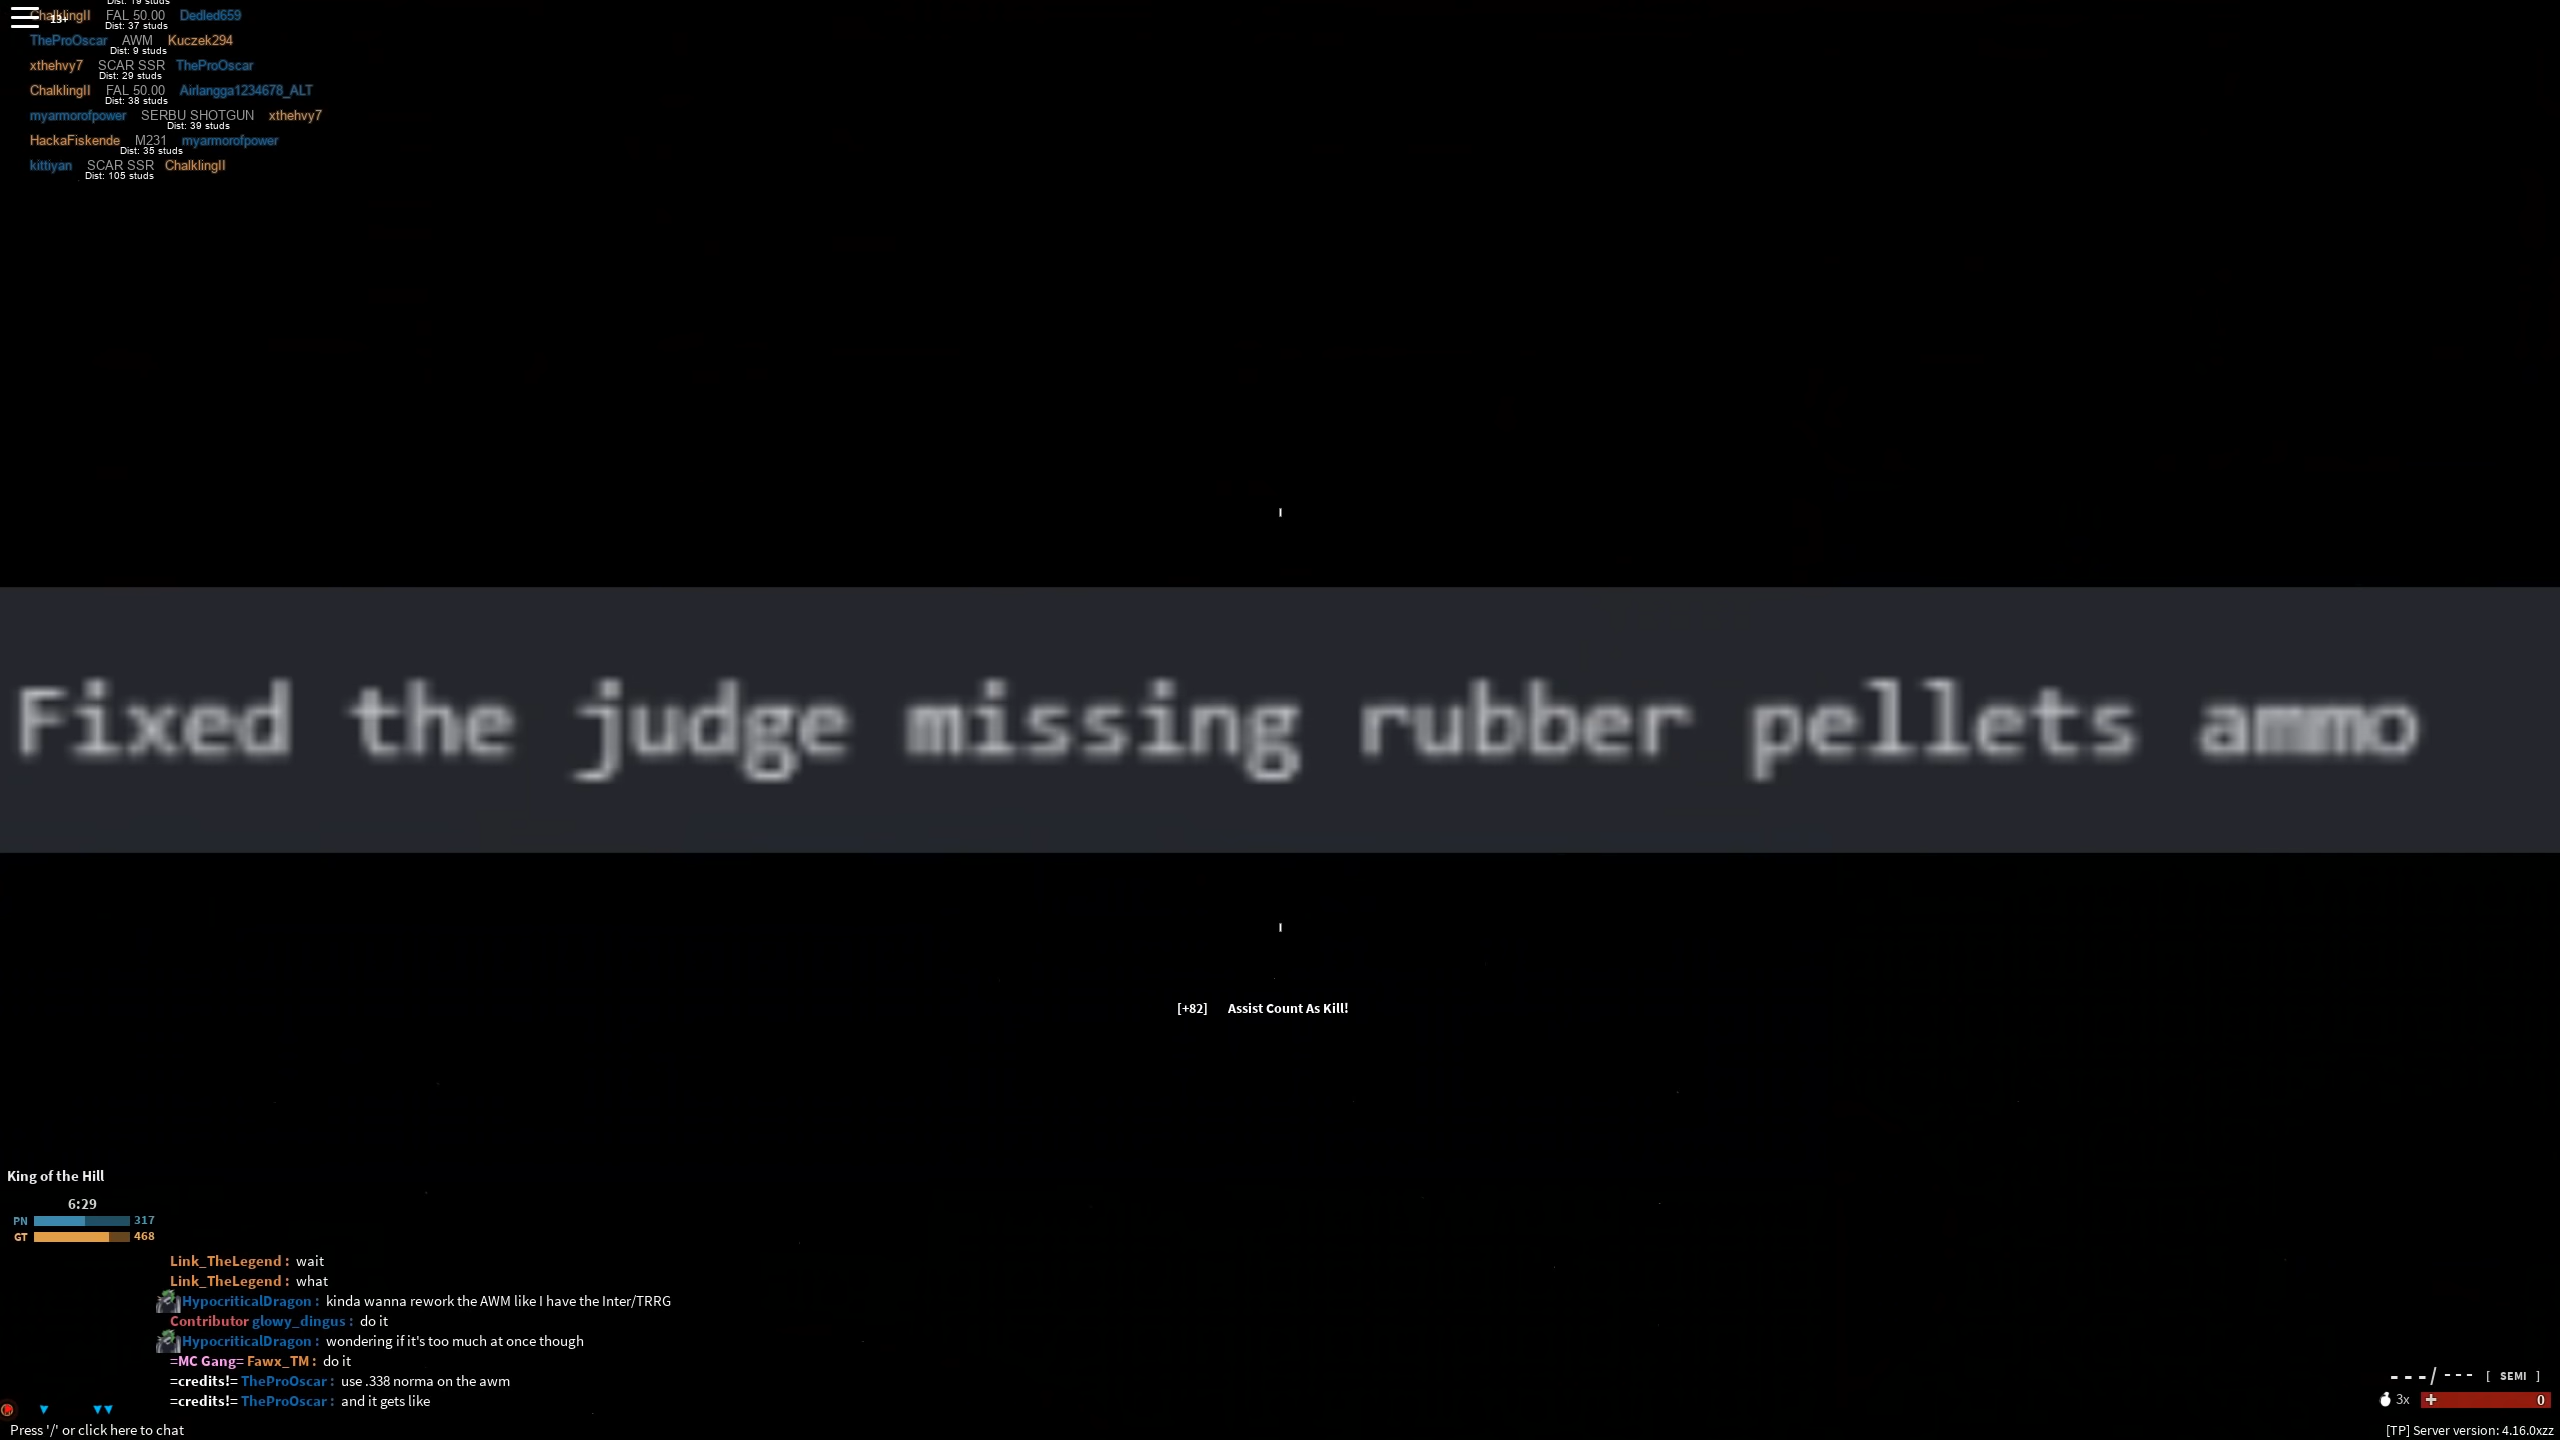 Dist: 19 studs
ChalklingII FAL 50.00 Dedled659
13+
Dist: 37 studs
TheProOscar AWM Kuczek294
Dist: 9 studs
xthehvy7 SCAR SSR TheProOscar
Dist: 29 studs
ChalklingII FAL 50.00 Airlangga1234678_ALT
Dist: 38 studs
myarmorofpower SERBU SHOTGUN xthehvy7
Dist: 39 studs
HackaFiskende M231 myarmorofpower
Dist: 35 studs
kittiyan SCAR SSR ChalklingII
Dist: 105 studs
Fixed the judge missing rubber pellets ammo
[+82] Assist Count As Kill!
King of the Hill
6:29
PN 317
GT 468
Link_TheLegend : wait
Link_TheLegend : what
HypocriticalDragon : kinda wanna rework the AWM like I have the Inter/TRRG
Contributor glowy_dingus : do it
HypocriticalDragon : wondering if it's too much at once though
=MC Gang= Fawx_TM : do it
=credits!= TheProOscar : use .338 norma on the awm
=credits!= TheProOscar : and it gets like
Press '/' or click here to chat
---/--- [ SEMI ]
3x 0
[TP] Server version: 4.16.0xzz